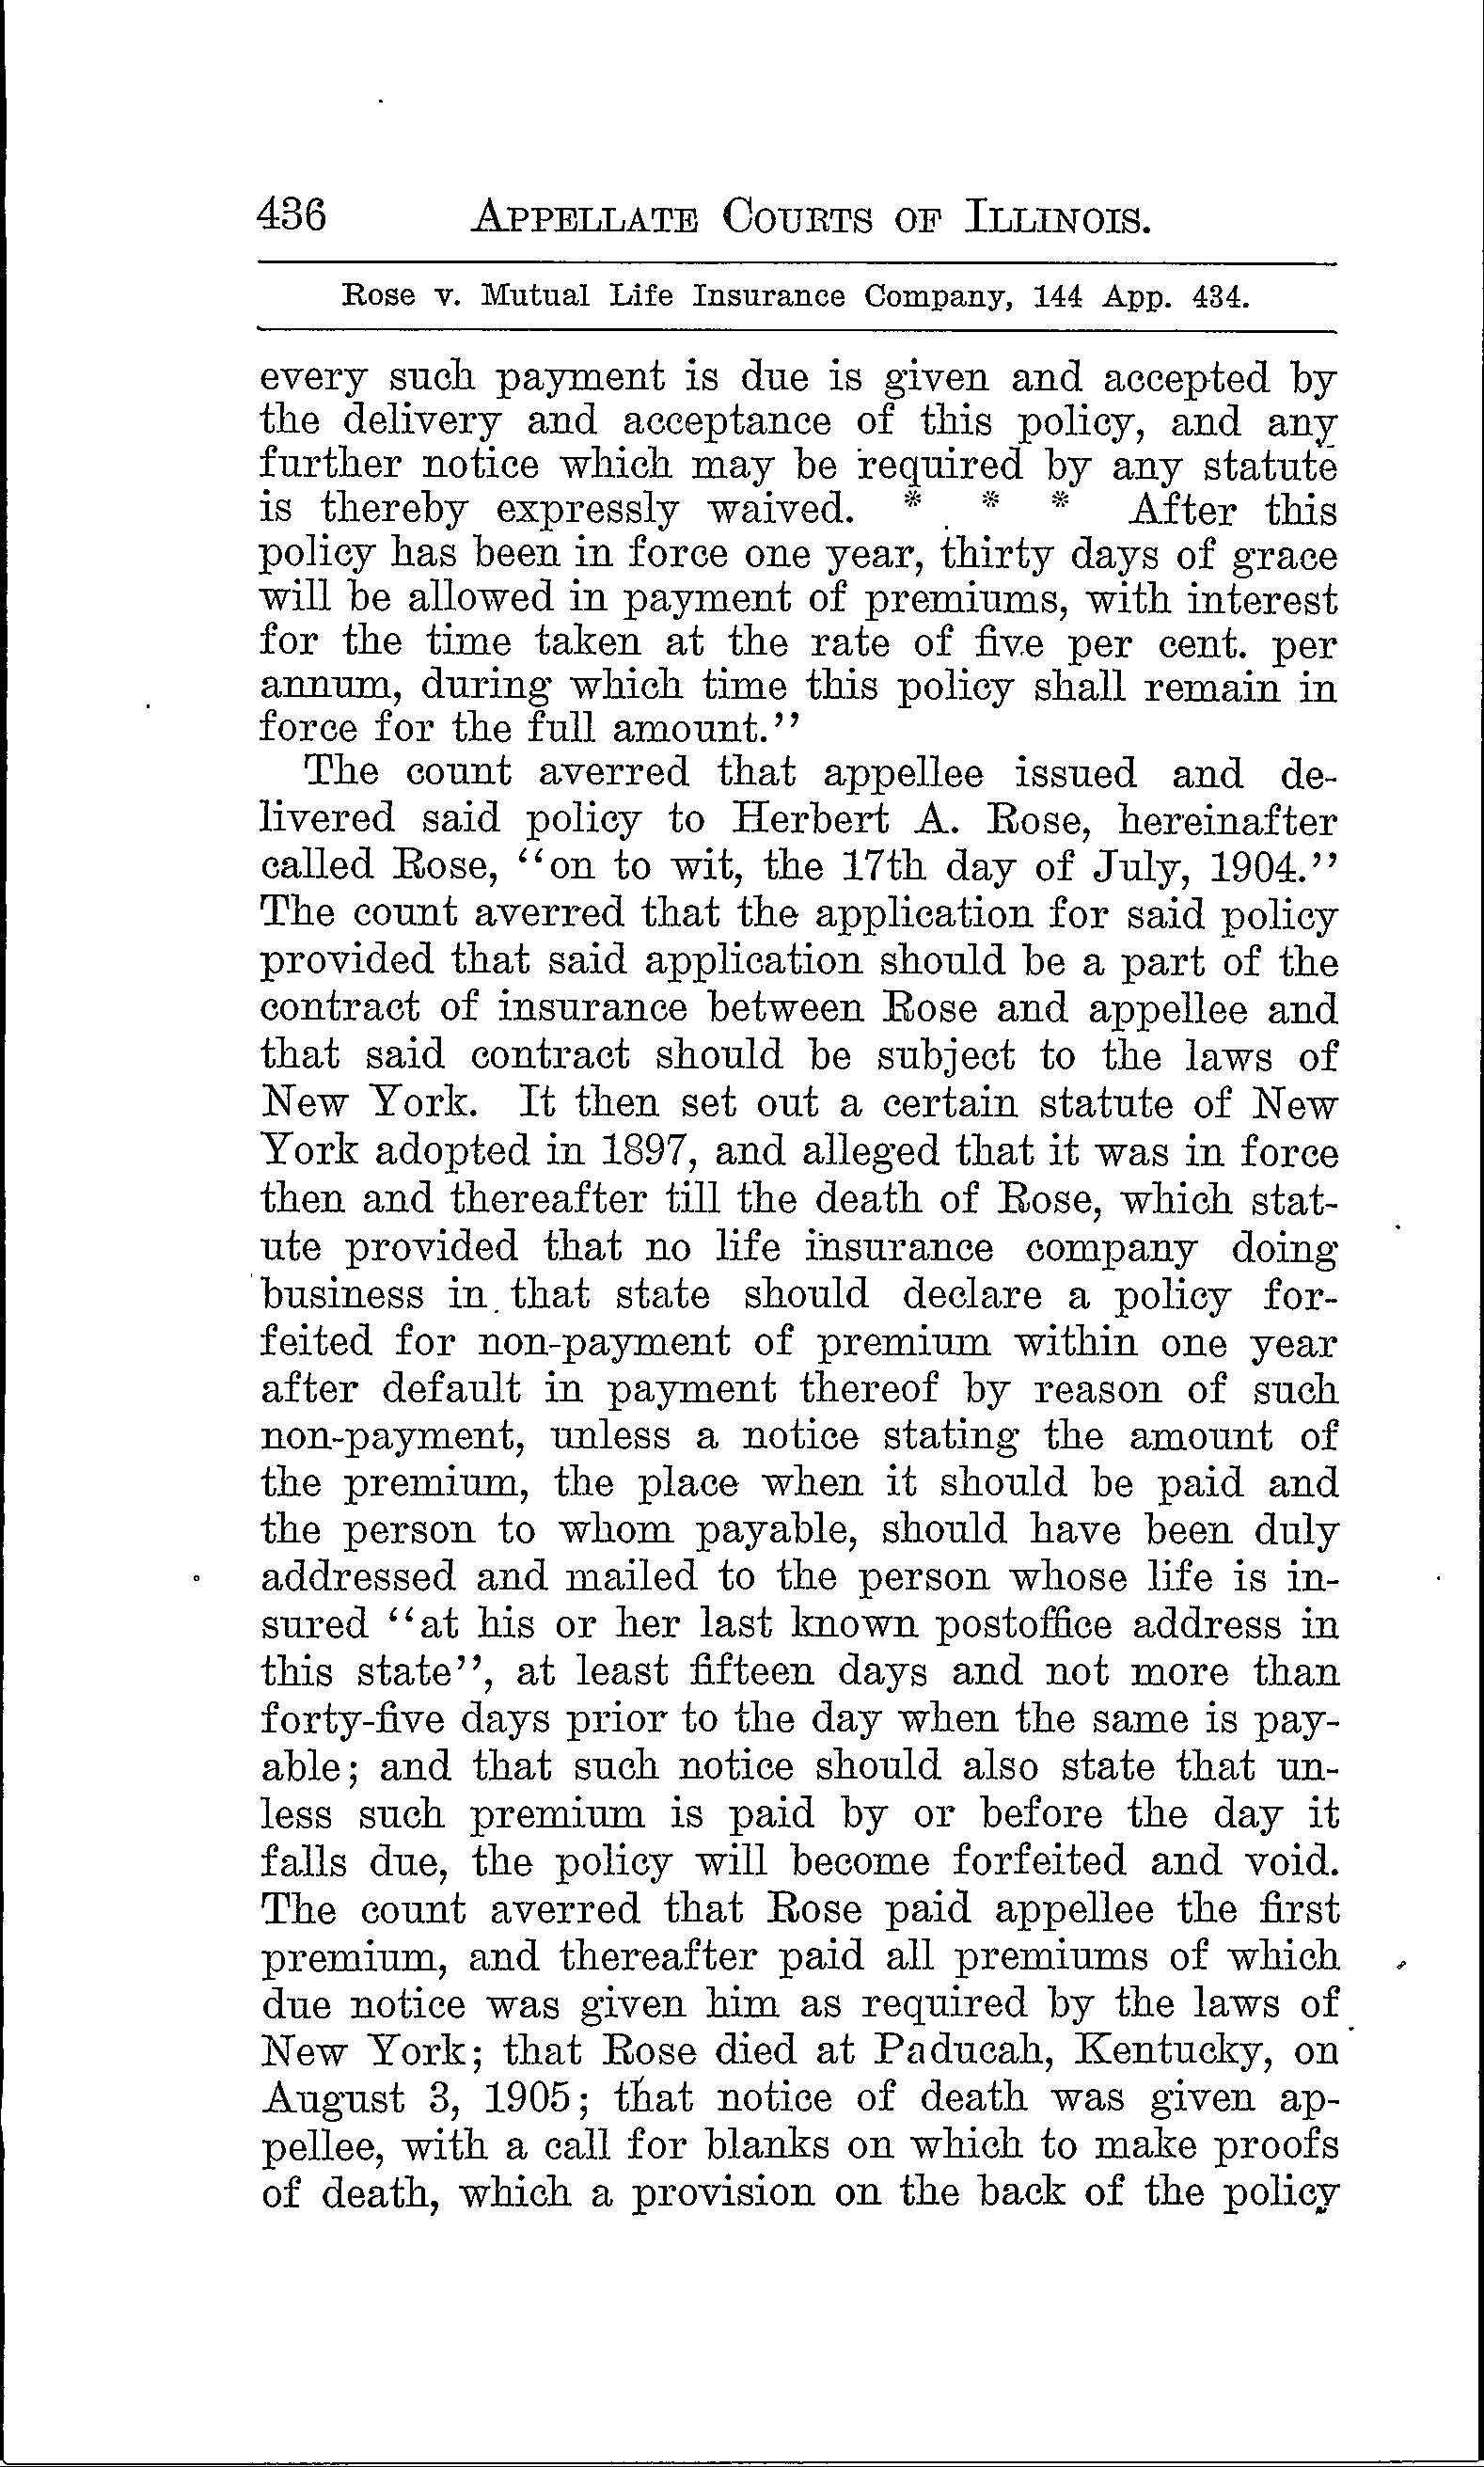 436 APPELLATE COURTS OF ILLINOIS.
Rose v. Mutual Life Insurance Company, 144 App. 434.
every such payment is due is given and accepted by
the delivery and acceptance of this policy, and any
further notice which may be required by any statute
is thereby expressly waived. * * * After this
policy has been in force one year, thirty days of grace
will be allowed in payment of premiums, with interest
for the time taken at the rate of five per cent. per
annum, during which time this policy shall remain in
force for the full amount.''
The count averred that appellee issued and de-
livered said policy to Herbert A. Rose, hereinafter
called Rose, ''on to wit, the 17th day of July, 1904.''
The count averred that the application for said policy
provided that said application should be a part of the
contract of insurance between Rose and appellee and
that said contract should be subject to the laws of
New York. It then set out a certain statute of New
York adopted in 1897, and alleged that it was in force
then and thereafter till the death of Rose, which stat-
ute provided that no life insurance company doing
business in that state should declare a policy for-
feited for non-payment of premium within one year
after default in payment thereof by reason of such
non-payment, unless a notice stating the amount of
the premium, the place when it should be paid and
the person to whom payable, should have been duly
addressed and mailed to the person whose life is in-
sured ''at his or her last known postoffice address in
this state'', at least fifteen days and not more than
forty-five days prior to the day when the same is pay-
able; and that such notice should also state that un-
less such premium is paid by or before the day it
falls due, the policy will become forfeited and void.
The count averred that Rose paid appellee the first
premium, and thereafter paid all premiums of which
due notice was given him as required by the laws of
New York; that Rose died at Paducah, Kentucky, on
August 3, 1905; that notice of death was given ap-
pellee, with a call for blanks on which to make proofs
of death, which a provision on the back of the policy